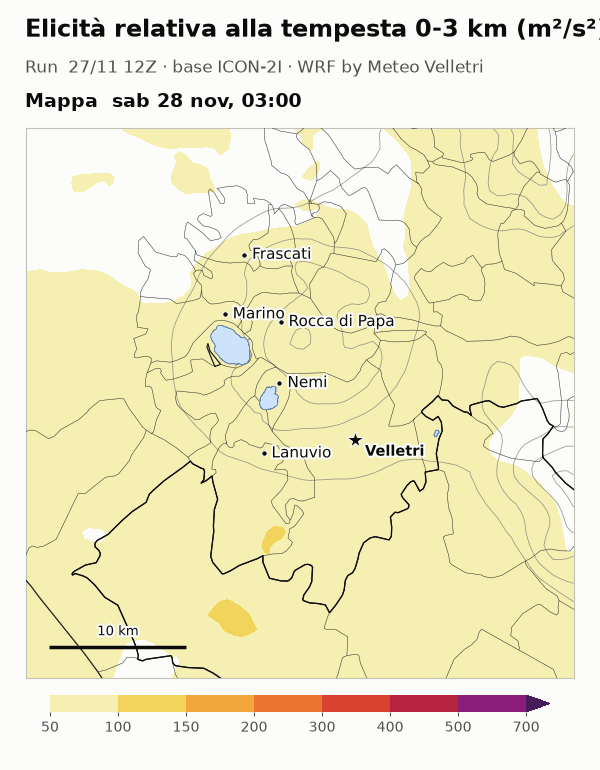 Elicità relativa alla tempesta 0-3 km (m²/s²)
Run 27/11 12Z · base ICON-2I · WRF by Meteo Velletri
Mappa sab 28 nov, 03:00
Frascati
Marino
Rocca di Papa
Nemi
Velletri
Lanuvio
10 km
50 100 150 200 300 400 500 700